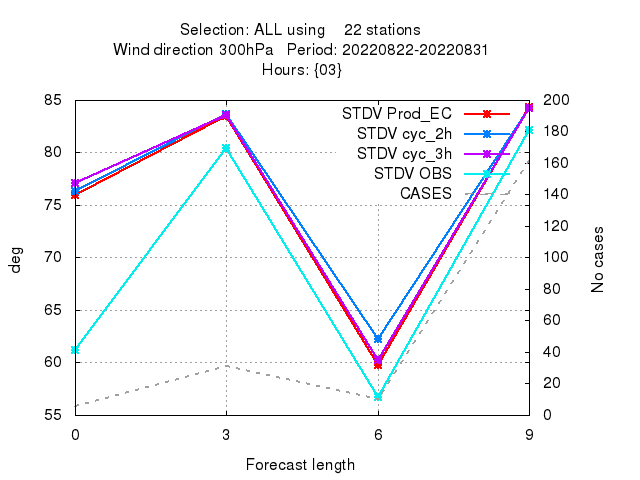 Selection: ALL using 22 stations
Wind direction 300hPa Period: 20220822-20220831
Hours: {03}
85
80
75
70
65
60
55
deg
200
180
160
140
120
100
80
60
40
20
0
No cases
STDV Prod_EC
STDV cyc_2h
STDV cyc_3h
STDV OBS
CASES
0 3 6 9
Forecast length